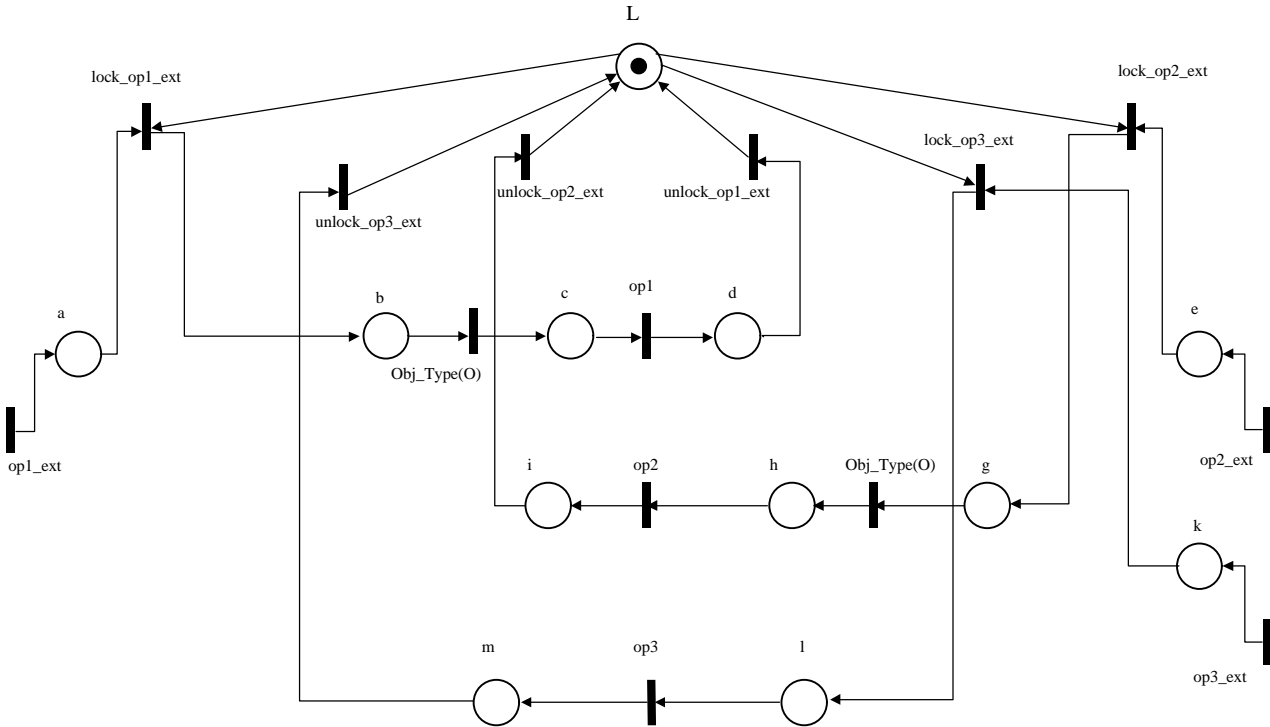 L
lock_op1_ext
lock_op2_ext
lock_op3_ext
unlock_op2_ext
unlock_op1_ext
unlock_op3_ext
a
b
c
op1
d
e
Obj_Type(O)
op1_ext
i
op2
h
Obj_Type(O)
g
op2_ext
k
m
op3
l
op3_ext